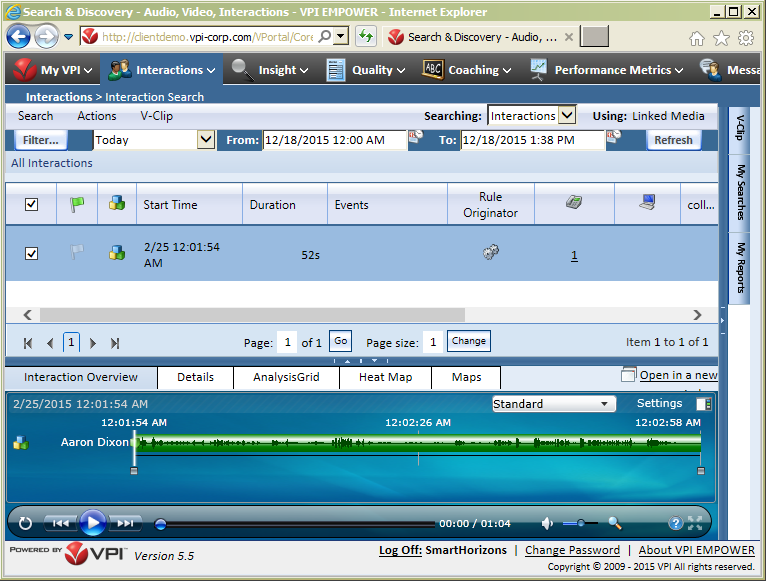 Search & Discovery - Audio, Video, Interactions - VPI EMPOWER - Internet Explorer
http://clientdemo.vpi-corp.com/VPortal/Core
Search & Discovery - Audio, ...
My VPI Interactions Insight Quality ABC Coaching Performance Metrics Messa
Interactions > Interaction Search
Search Actions V-Clip Searching: Interactions Using: Linked Media
Filter... Today From: 12/18/2015 12:00 AM To: 12/18/2015 1:38 PM Refresh
All Interactions
V-Clip
My Searches
My Reports
Start Time Duration Events Rule Originator coll...
2/25 12:01:54 AM 52s 1
1
Page: 1 of 1 Go Page size: 1 Change Item 1 to 1 of 1
Interaction Overview Details AnalysisGrid Heat Map Maps Open in a new
2/25/2015 12:01:54 AM Standard Settings
12:01:54 AM 12:02:26 AM 12:02:58 AM
Aaron Dixon
00:00 / 01:04
POWERED BY VPI Version 5.5
Log Off: SmartHorizons | Change Password | About VPI EMPOWER
Copyright © 2009 - 2015 VPI All rights reserved.